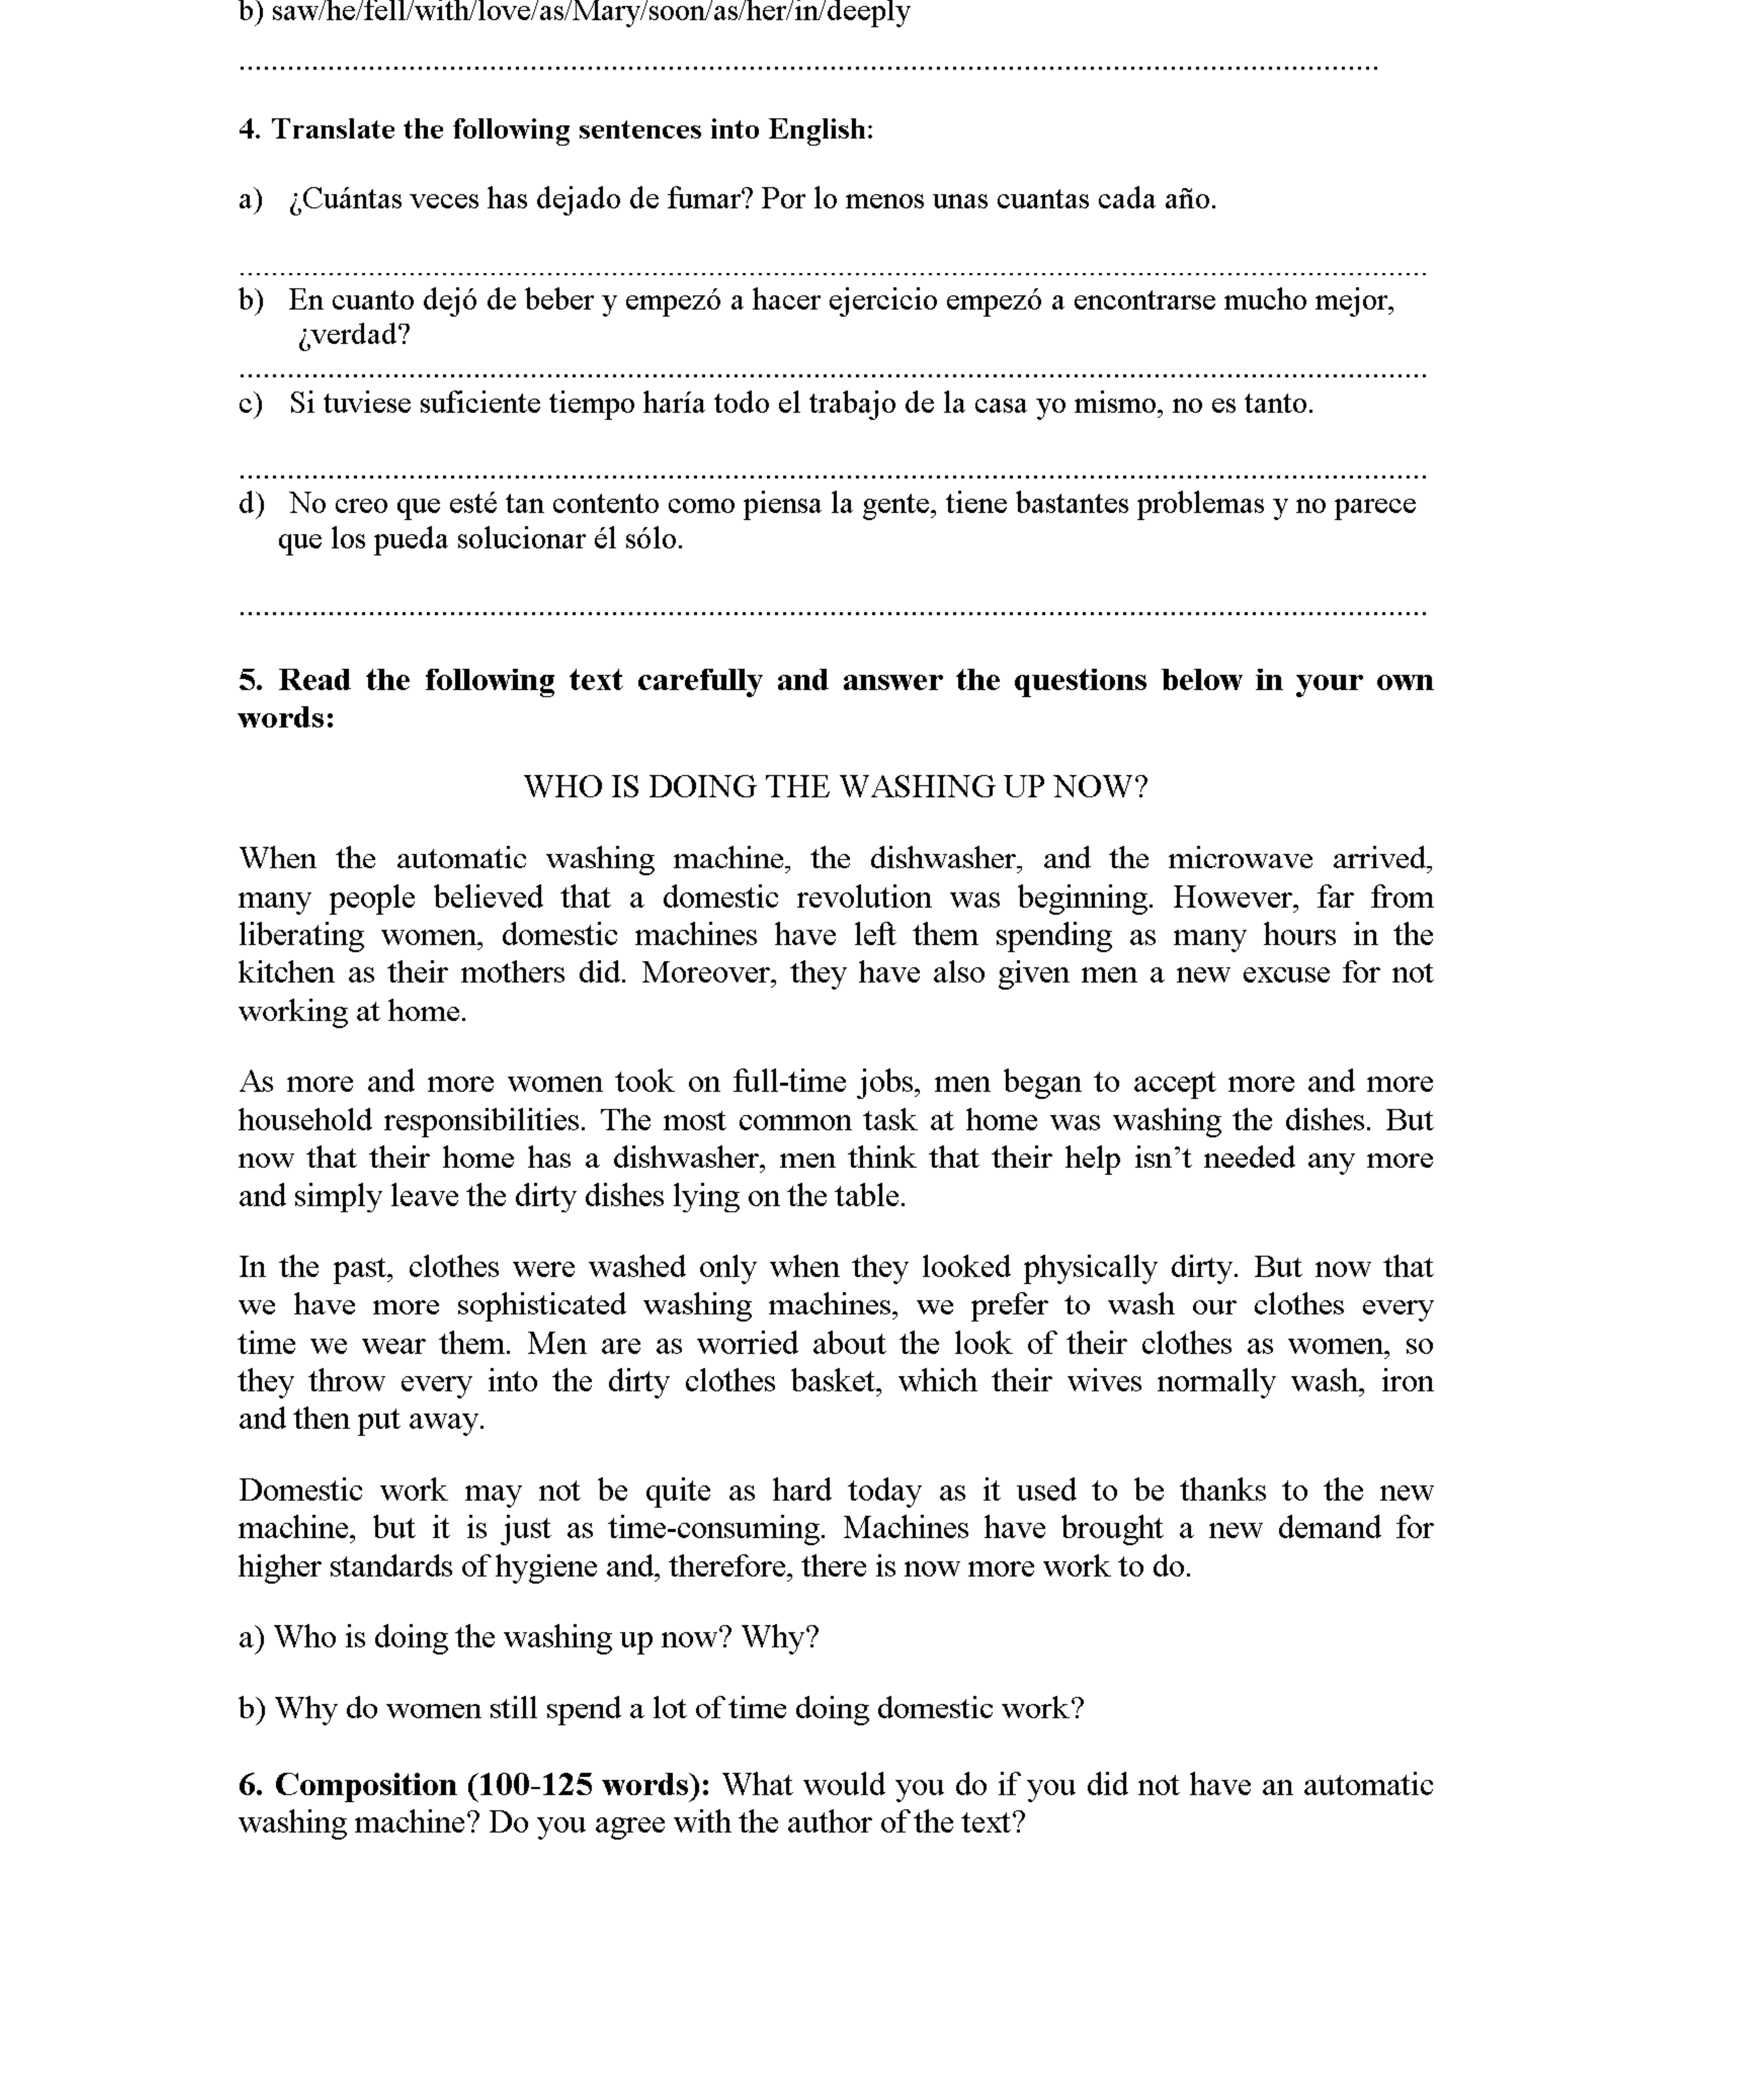 b) saw/he/fell/with/love/as/Mary/soon/as/her/in/deeply
................................................................................................................................................
4. Translate the following sentences into English:
a) ¿Cuántas veces has dejado de fumar? Por lo menos unas cuantas cada año.
......................................................................................................................................................
b) En cuanto dejó de beber y empezó a hacer ejercicio empezó a encontrarse mucho mejor,
¿verdad?
......................................................................................................................................................
c) Si tuviese suficiente tiempo haría todo el trabajo de la casa yo mismo, no es tanto.
......................................................................................................................................................
d) No creo que esté tan contento como piensa la gente, tiene bastantes problemas y no parece
que los pueda solucionar él sólo.
......................................................................................................................................................
5. Read the following text carefully and answer the questions below in your own
words:
WHO IS DOING THE WASHING UP NOW?
When the automatic washing machine, the dishwasher, and the microwave arrived,
many people believed that a domestic revolution was beginning. However, far from
liberating women, domestic machines have left them spending as many hours in the
kitchen as their mothers did. Moreover, they have also given men a new excuse for not
working at home.
As more and more women took on full-time jobs, men began to accept more and more
household responsibilities. The most common task at home was washing the dishes. But
now that their home has a dishwasher, men think that their help isn’t needed any more
and simply leave the dirty dishes lying on the table.
In the past, clothes were washed only when they looked physically dirty. But now that
we have more sophisticated washing machines, we prefer to wash our clothes every
time we wear them. Men are as worried about the look of their clothes as women, so
they throw every into the dirty clothes basket, which their wives normally wash, iron
and then put away.
Domestic work may not be quite as hard today as it used to be thanks to the new
machine, but it is just as time-consuming. Machines have brought a new demand for
higher standards of hygiene and, therefore, there is now more work to do.
a) Who is doing the washing up now? Why?
b) Why do women still spend a lot of time doing domestic work?
6. Composition (100-125 words): What would you do if you did not have an automatic
washing machine? Do you agree with the author of the text?